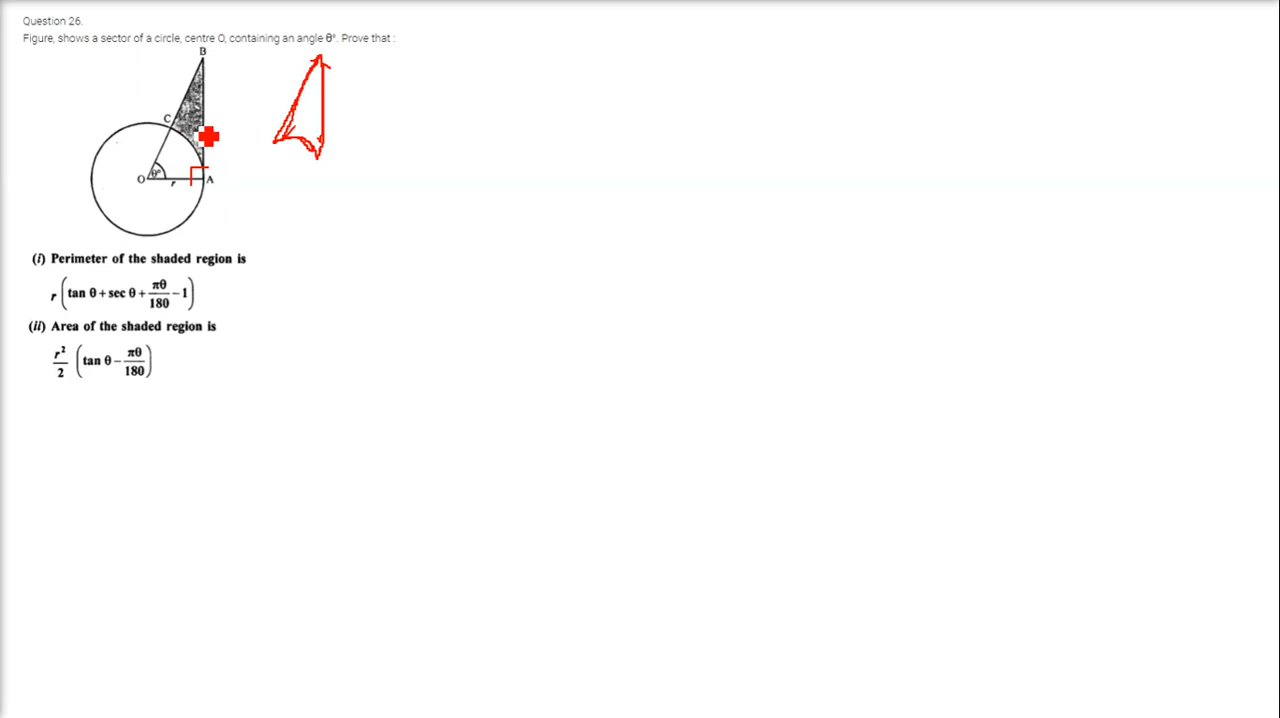 Question 26.
Figure, shows a sector of a circle, centre O, containing an angle θ°. Prove that :
B
C
O θ° r A
(i) Perimeter of the shaded region is
r (tan θ + sec θ + πθ/180 − 1)
(ii) Area of the shaded region is
r²/2 (tan θ − πθ/180)